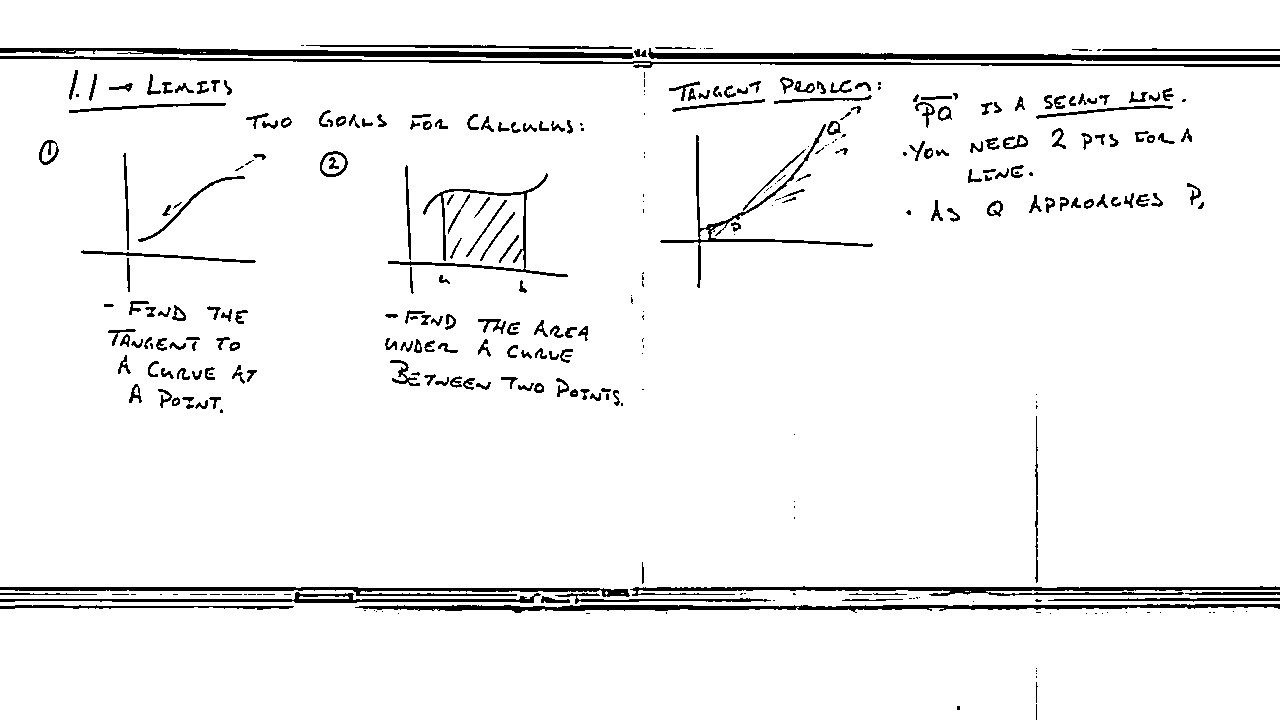 1.1 → LIMITS
TWO GOALS FOR CALCULUS:
①
②
a
b
- FIND THE
TANGENT TO
A CURVE AT
A POINT.
- FIND THE AREA
UNDER A CURVE
BETWEEN TWO POINTS.
TANGENT PROBLEM:
Q
P
"PQ" IS A SECANT LINE.
• YOU NEED 2 PTS FOR A
LINE.
• AS Q APPROACHES P,